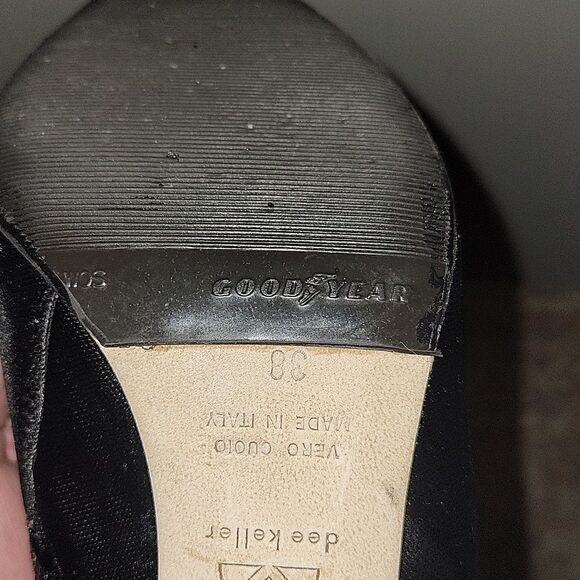 GOODYEAR
38
MADE IN ITALY
VERO CUOIO
dee keller